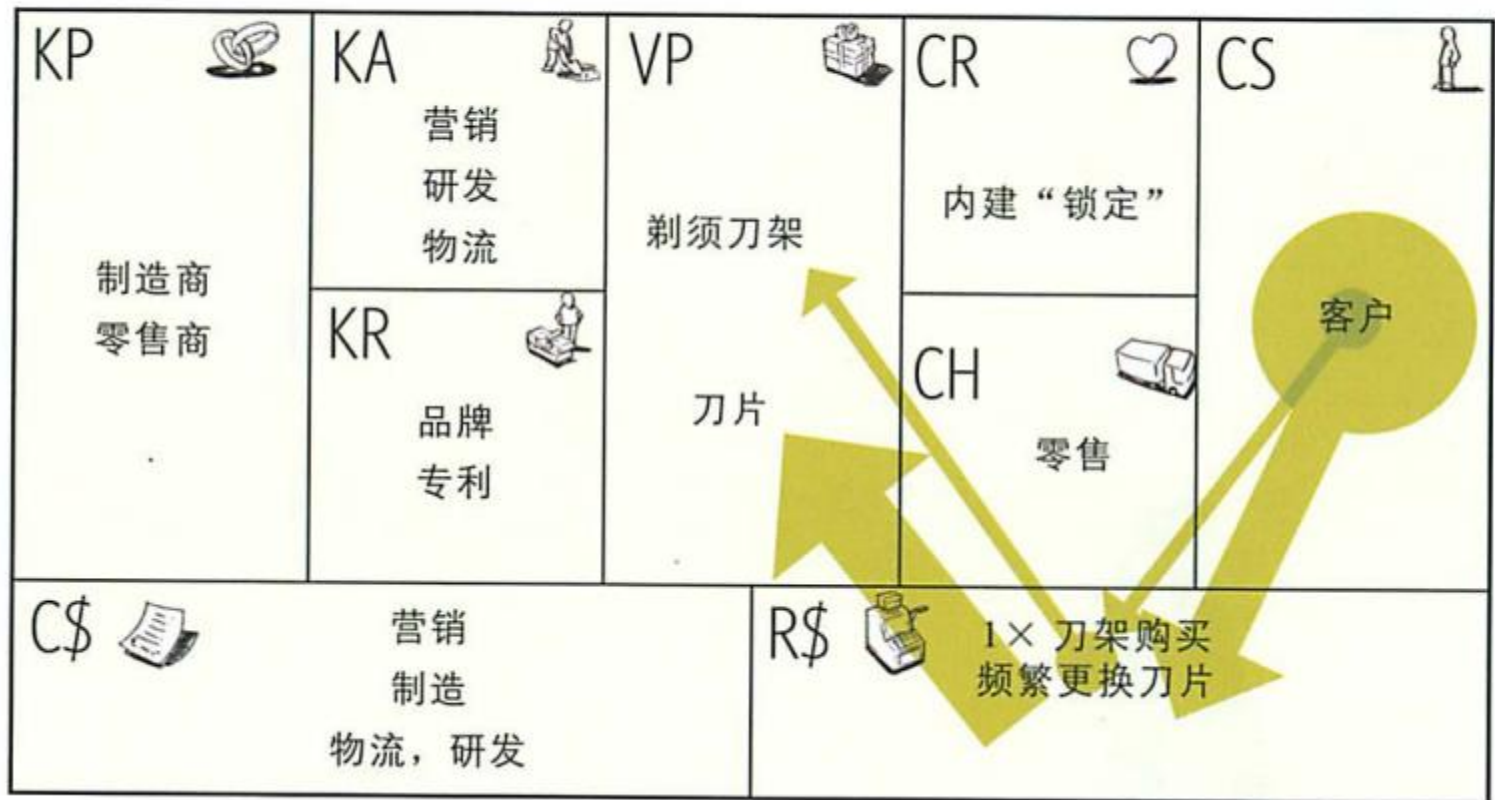 KP
制造商
零售商
KA
营销
研发
物流
KR
品牌
专利
VP
剃须刀架
刀片
CR
内建“锁定”
CH
零售
CS
客户
C$
营销
制造
物流，研发
R$
1× 刀架购买
频繁更换刀片